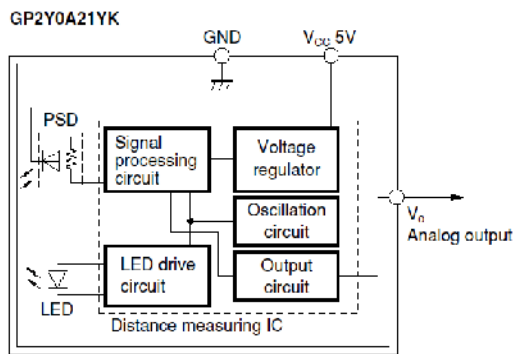 GP2Y0A21YK
GND
VCC 5V
PSD
Signal
processing
circuit
Voltage
regulator
Oscillation
circuit
Vo
Analog output
LED drive
circuit
Output
circuit
LED
Distance measuring IC